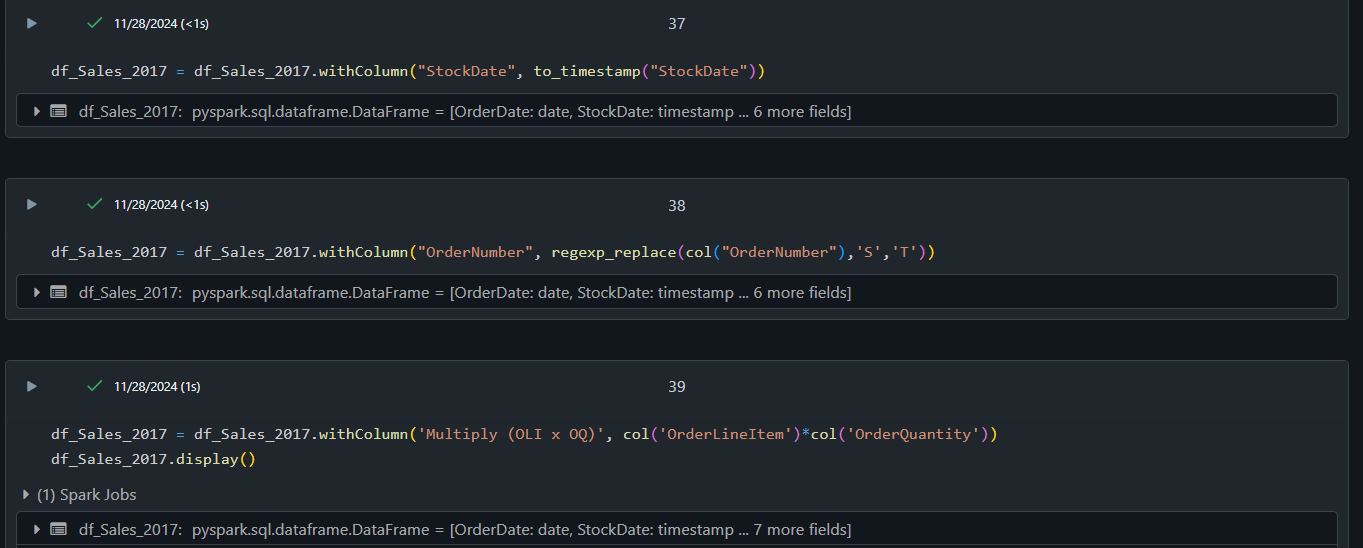 11/28/2024 (<1s)
37
df_Sales_2017 = df_Sales_2017.withColumn("StockDate", to_timestamp("StockDate"))
df_Sales_2017: pyspark.sql.dataframe.DataFrame = [OrderDate: date, StockDate: timestamp ... 6 more fields]
11/28/2024 (<1s)
38
df_Sales_2017 = df_Sales_2017.withColumn("OrderNumber", regexp_replace(col("OrderNumber"),'S','T'))
df_Sales_2017: pyspark.sql.dataframe.DataFrame = [OrderDate: date, StockDate: timestamp ... 6 more fields]
11/28/2024 (1s)
39
df_Sales_2017 = df_Sales_2017.withColumn('Multiply (OLI x OQ)', col('OrderLineItem')*col('OrderQuantity'))
df_Sales_2017.display()
(1) Spark Jobs
df_Sales_2017: pyspark.sql.dataframe.DataFrame = [OrderDate: date, StockDate: timestamp ... 7 more fields]